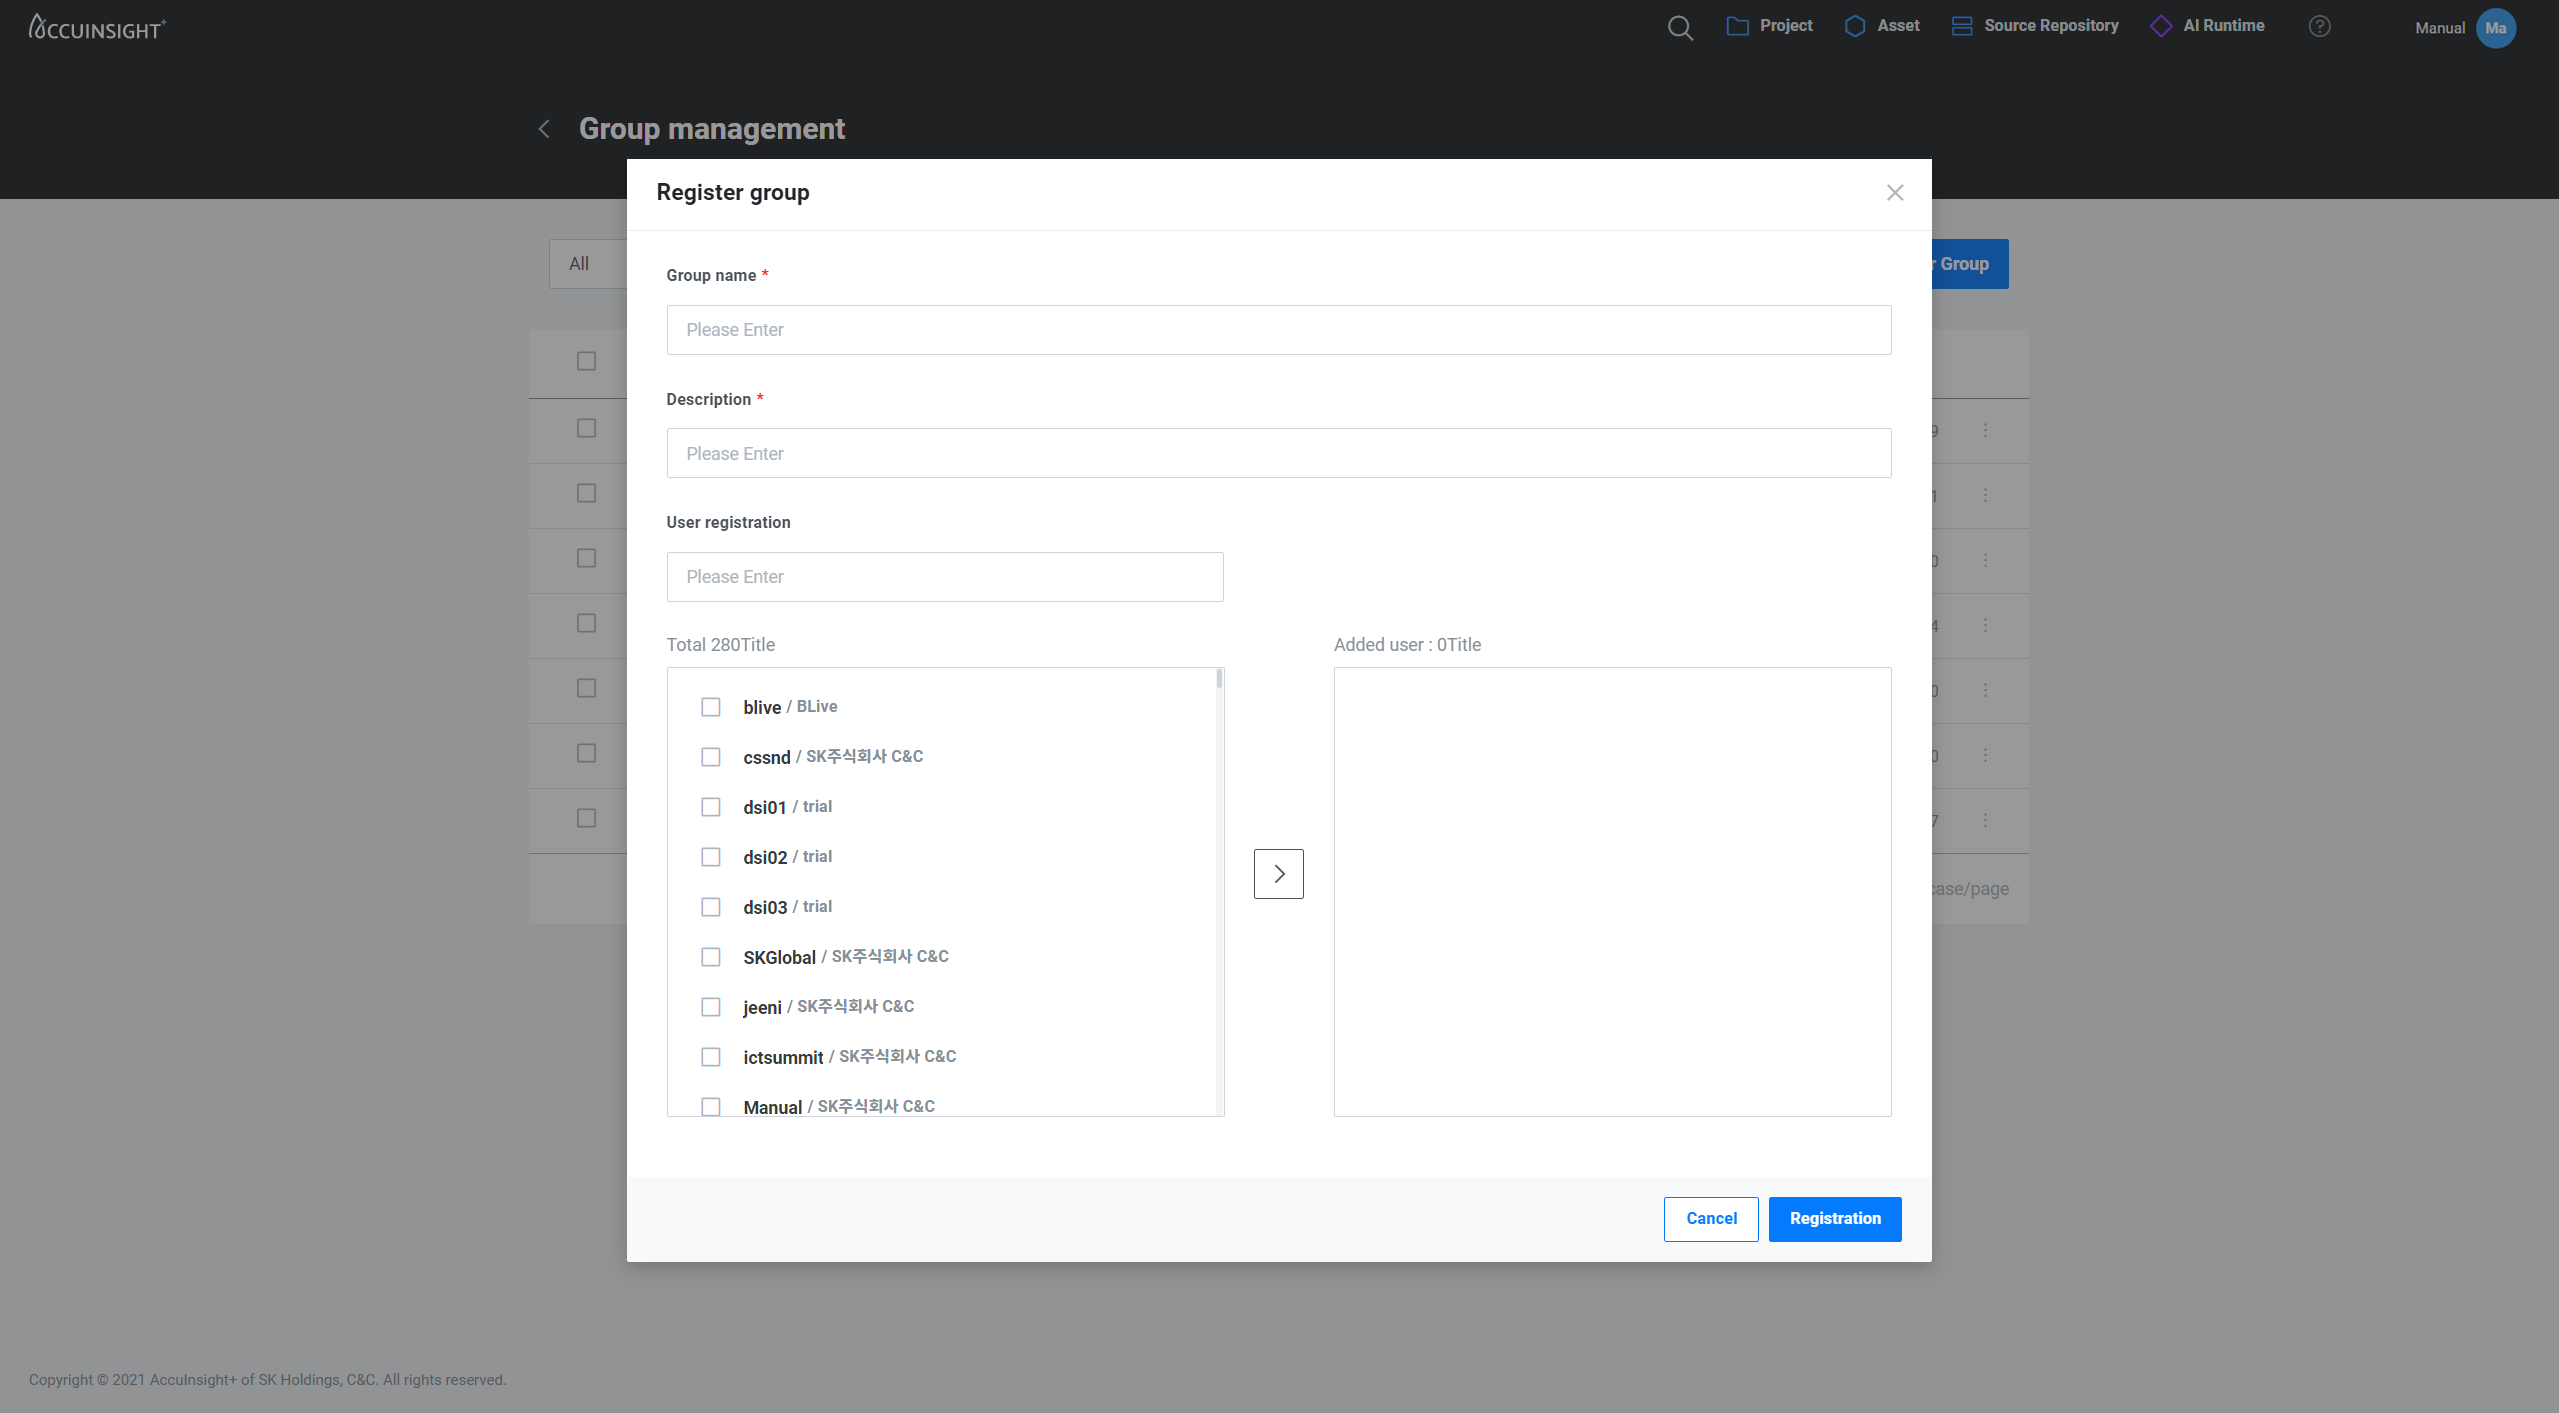 ACCUINSIGHT+
Project
Asset
Source Repository
AI Runtime
?
Manual
Ma
Group management
Register group
All
r Group
Group name *
Please Enter
Description *
Please Enter
User registration
Please Enter
Total 280Title
Added user : 0Title
blive / BLive
cssnd / SK주식회사 C&C
dsi01 / trial
dsi02 / trial
dsi03 / trial
SKGlobal / SK주식회사 C&C
jeeni / SK주식회사 C&C
ictsummit / SK주식회사 C&C
Manual / SK주식회사 C&C
9
1
0
4
0
0
7
case/page
Cancel
Registration
Copyright © 2021 AccuInsight+ of SK Holdings, C&C. All rights reserved.